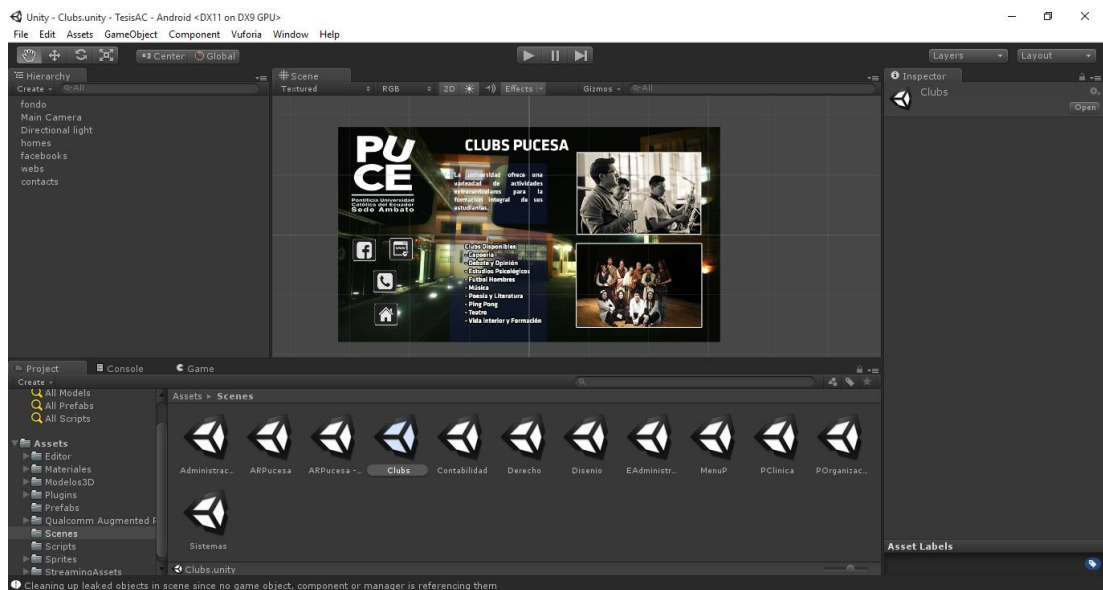 Unity - Clubs.unity - TesisAC - Android <DX11 on DX9 GPU>
File Edit Assets GameObject Component Vuforia Window Help
Center Global
Layers Layout
Hierarchy
Create All
fondo
Main Camera
Directional light
homes
facebooks
webs
contacts
Scene
Textured RGB 2D Effects Gizmos All
PUCE
Pontificia Universidad
Católica del Ecuador
Sede Ambato
CLUBS PUCESA
La universidad ofrece una
varieadad de actividades
extracurriculares para la
formación integral de sus
estudiantes.
Clubs Disponibles:
- Capoeria
- Debate y Opinión
- Estudios Psicológicos
- Futbol Hombres
- Música
- Poesía y Literatura
- Ping Pong
- Teatro
- Vida Interior y Formación
Inspector
Clubs
Open
Project Console Game
Create
All Models
All Prefabs
All Scripts
Assets
Editor
Materiales
Modelos3D
Plugins
Prefabs
Qualcomm Augmented R
Scenes
Scripts
Sprites
StreamingAssets
Assets Scenes
Administrac... ARPucesa ARPucesa -... Clubs Contabilidad Derecho Disenio EAdministr... MenuP PClinica POrganizac...
Sistemas
Clubs.unity
Asset Labels
Cleaning up leaked objects in scene since no game object, component or manager is referencing them